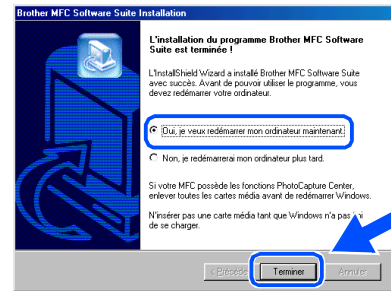 Brother MFC Software Suite Installation
L'installation du programme Brother MFC Software
Suite est terminée !
L'InstallShield Wizard a installé Brother MFC Software Suite
avec succès. Avant de pouvoir utiliser le programme, vous
devez redémarrer votre ordinateur.
Oui, je veux redémarrer mon ordinateur maintenant.
Non, je redémarrerai mon ordinateur plus tard.
Si votre MFC possède les fonctions PhotoCapture Center,
enlever toutes les cartes média avant de redémarrer Windows.
N'insérer pas une carte média tant que Windows n'a pas
de se charger.
< Précéde
Terminer
Annuler